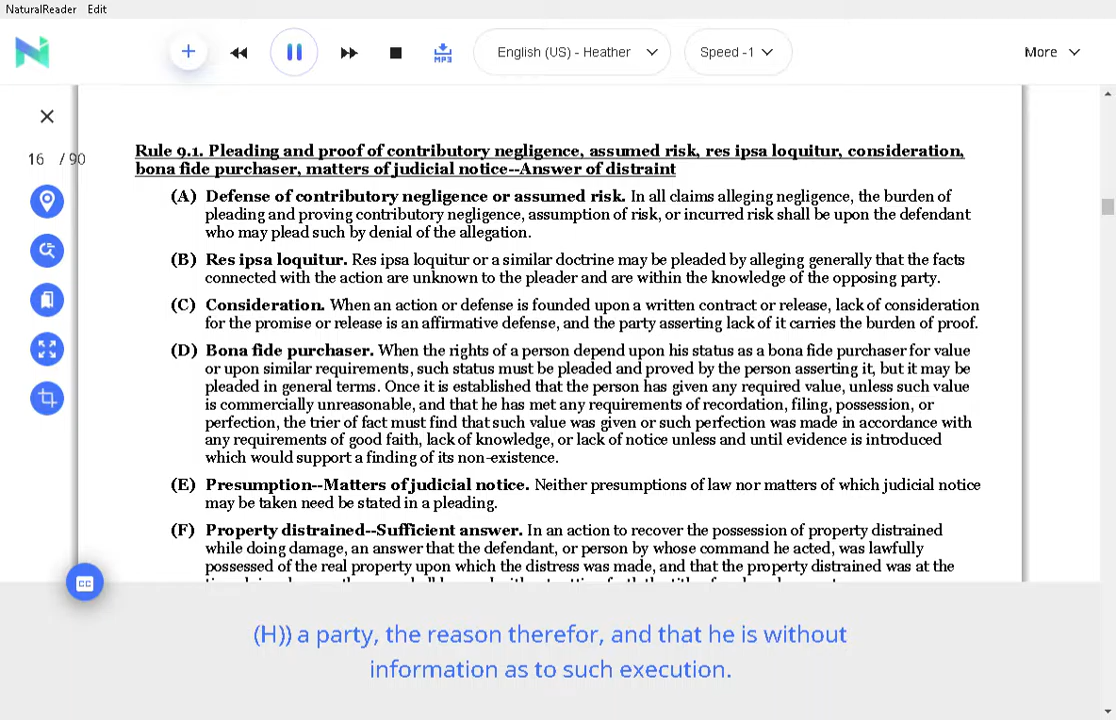 NaturalReader Edit
MP3
English (US) - Heather
Speed -1
More
16 / 90
Rule 9.1. Pleading and proof of contributory negligence, assumed risk, res ipsa loquitur, consideration,
bona fide purchaser, matters of judicial notice--Answer of distraint
(A) Defense of contributory negligence or assumed risk. In all claims alleging negligence, the burden of
pleading and proving contributory negligence, assumption of risk, or incurred risk shall be upon the defendant
who may plead such by denial of the allegation.
(B) Res ipsa loquitur. Res ipsa loquitur or a similar doctrine may be pleaded by alleging generally that the facts
connected with the action are unknown to the pleader and are within the knowledge of the opposing party.
(C) Consideration. When an action or defense is founded upon a written contract or release, lack of consideration
for the promise or release is an affirmative defense, and the party asserting lack of it carries the burden of proof.
(D) Bona fide purchaser. When the rights of a person depend upon his status as a bona fide purchaser for value
or upon similar requirements, such status must be pleaded and proved by the person asserting it, but it may be
pleaded in general terms. Once it is established that the person has given any required value, unless such value
is commercially unreasonable, and that he has met any requirements of recordation, filing, possession, or
perfection, the trier of fact must find that such value was given or such perfection was made in accordance with
any requirements of good faith, lack of knowledge, or lack of notice unless and until evidence is introduced
which would support a finding of its non-existence.
(E) Presumption--Matters of judicial notice. Neither presumptions of law nor matters of which judicial notice
may be taken need be stated in a pleading.
(F) Property distrained--Sufficient answer. In an action to recover the possession of property distrained
while doing damage, an answer that the defendant, or person by whose command he acted, was lawfully
possessed of the real property upon which the distress was made, and that the property distrained was at the
(H)) a party, the reason therefor, and that he is without
information as to such execution.